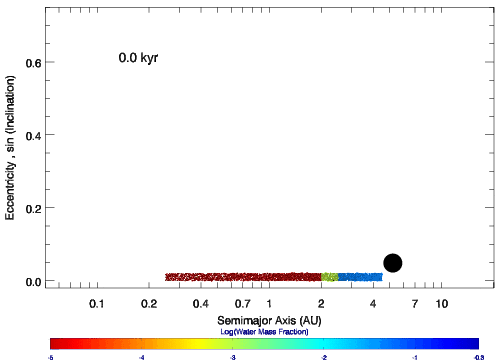 0.0 kyr
Eccentricity , sin (Inclination)
0.6
0.4
0.2
0.0
0.1 0.2 0.4 0.7 1 2 4 7 10
Semimajor Axis (AU)
Log(Water Mass Fraction)
-5 -4 -3 -2 -1 -0.3